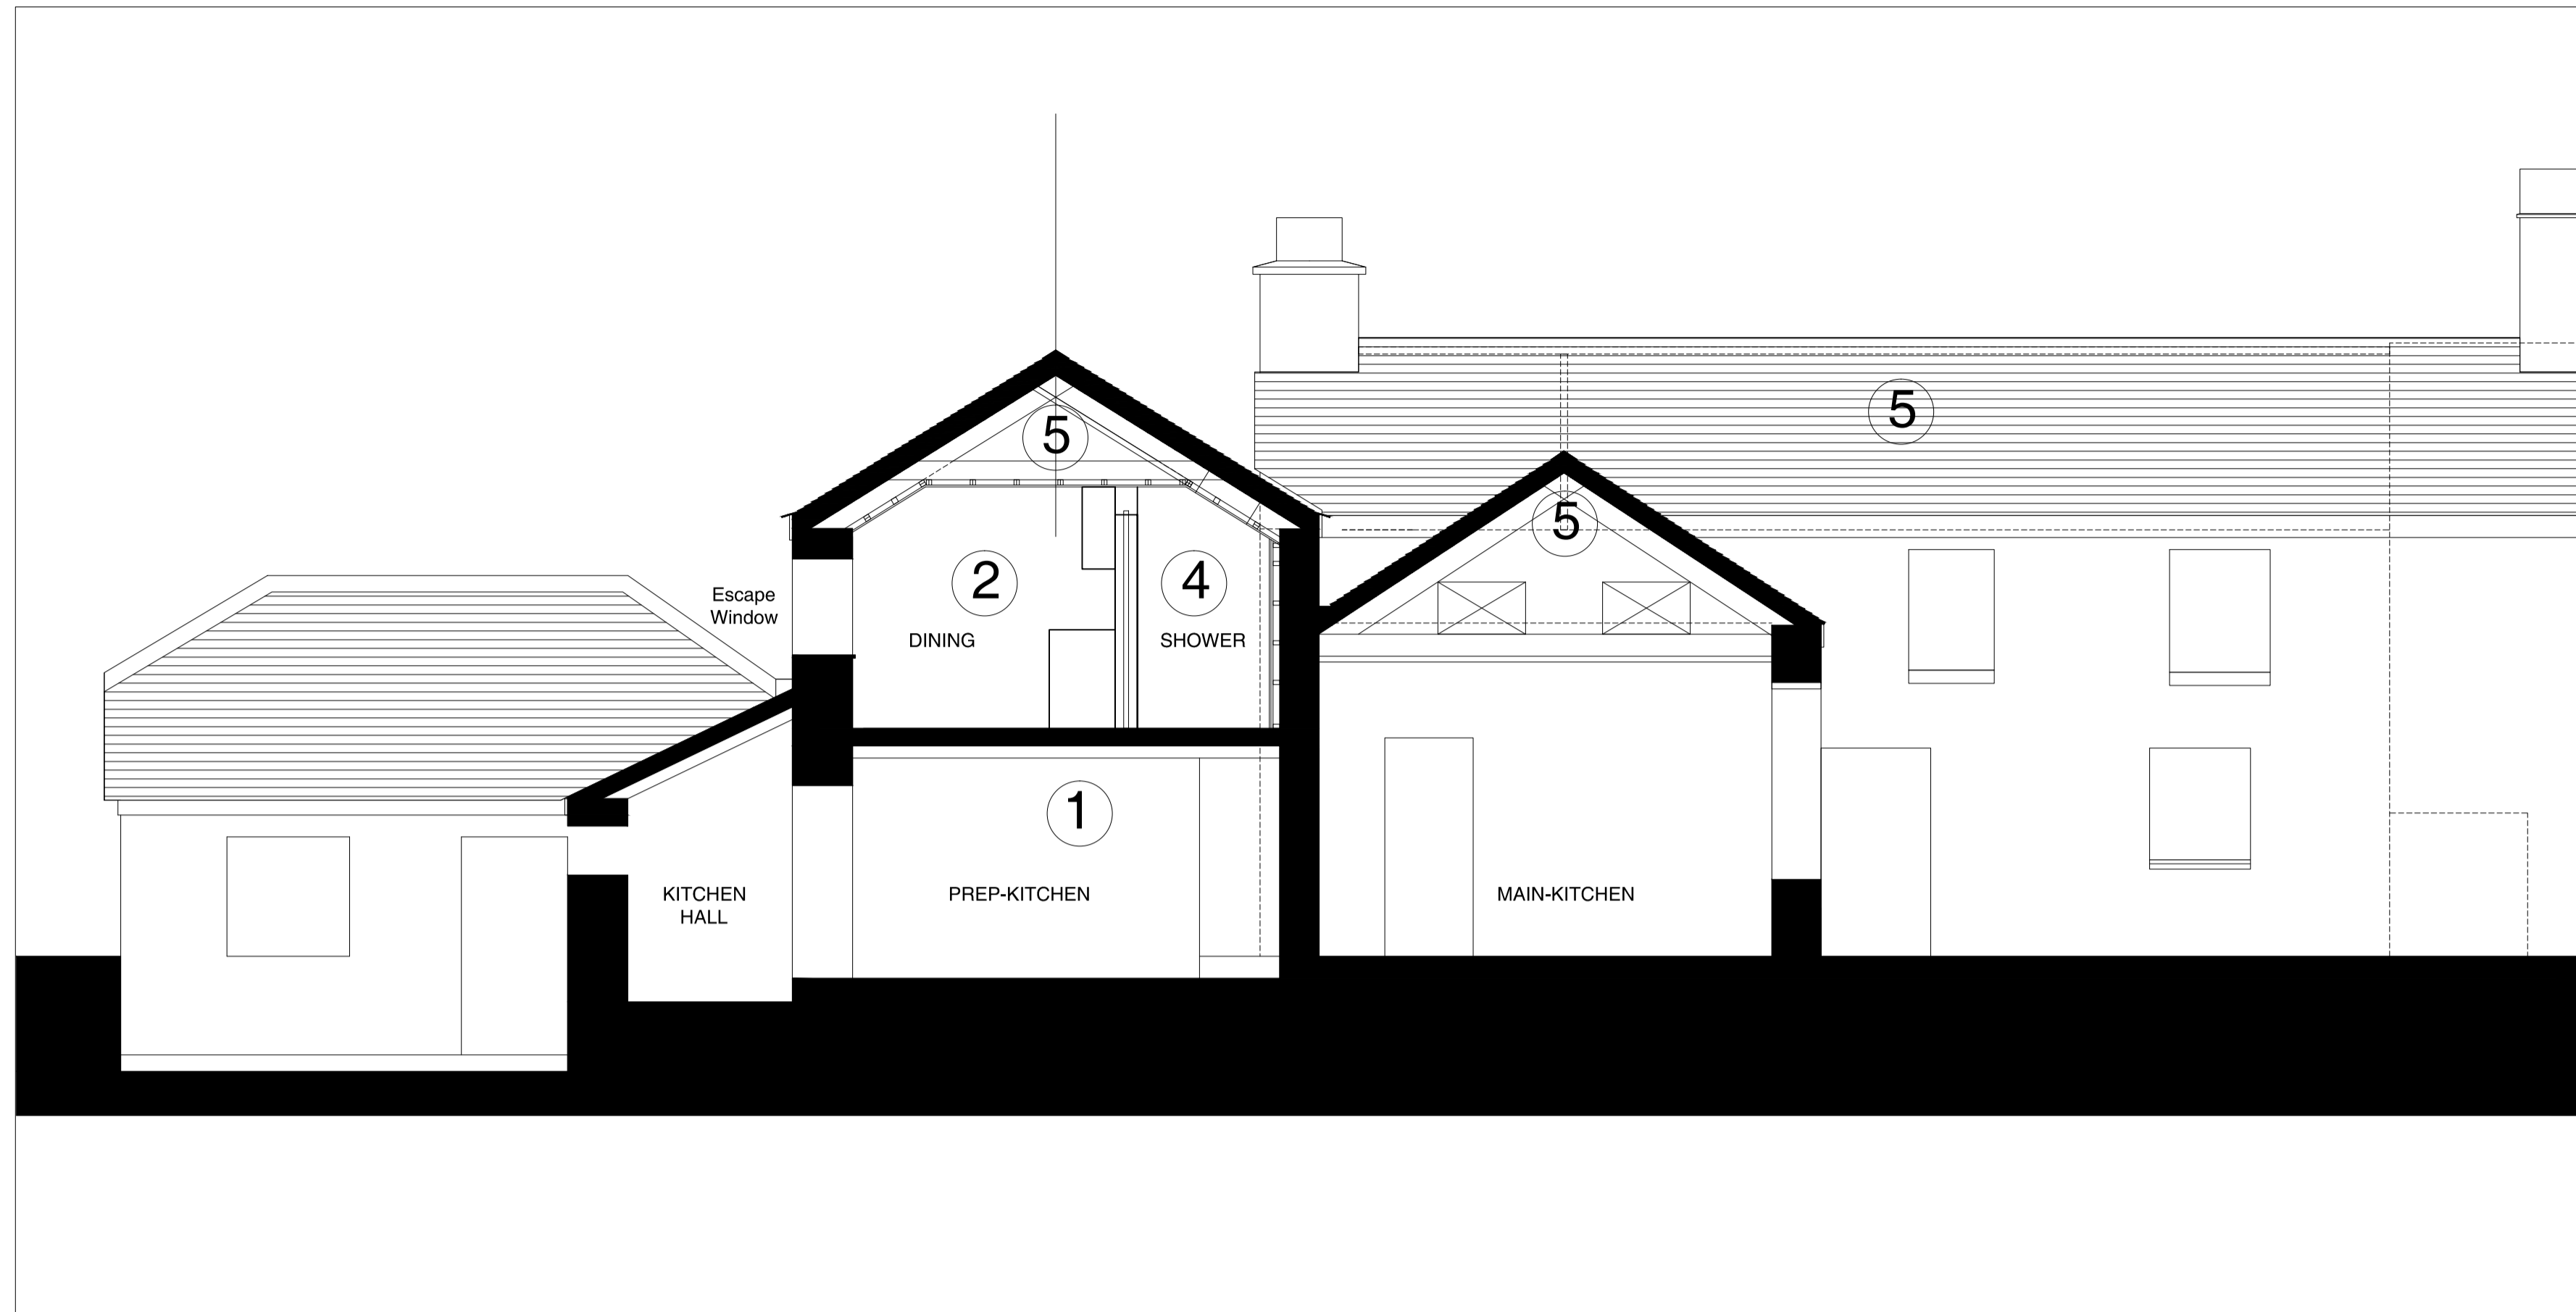 5
5
5
2
4
Escape
Window
DINING
SHOWER
1
KITCHEN
HALL
PREP-KITCHEN
MAIN-KITCHEN